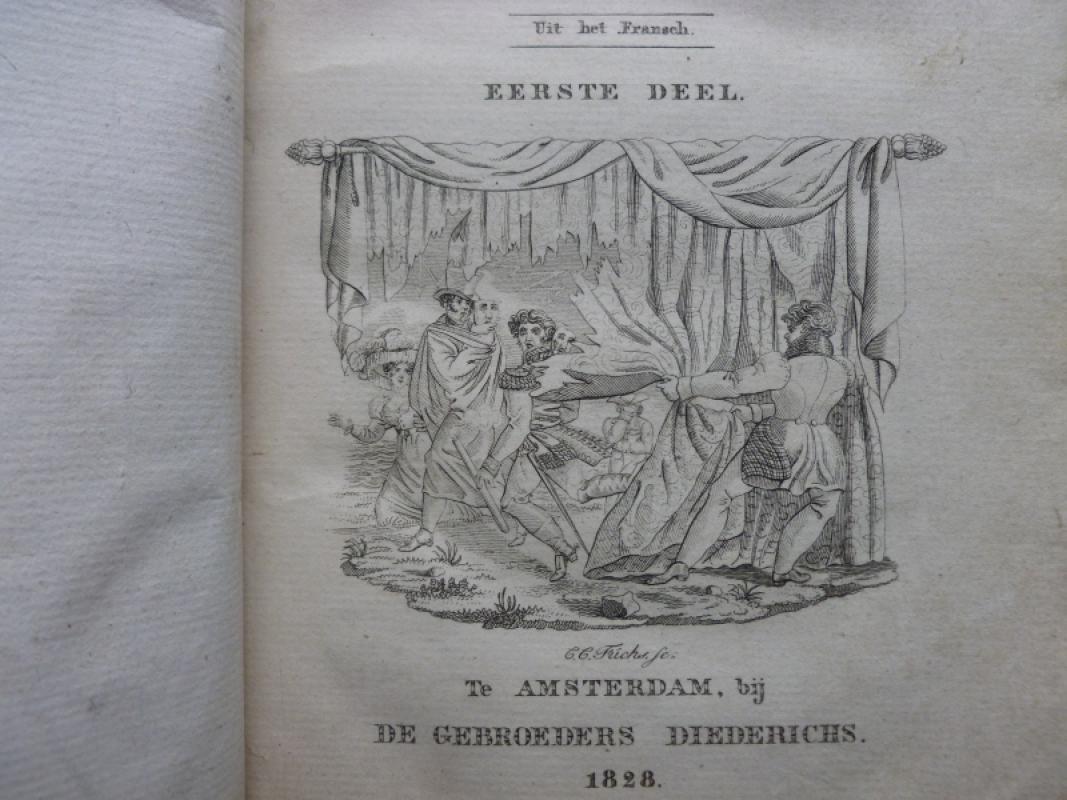 Uit het Fransch.
EERSTE DEEL.
C.C. Fuchs. sc:
Te AMSTERDAM, bij
DE GEBROEDERS DIEDERICHS.
1828.